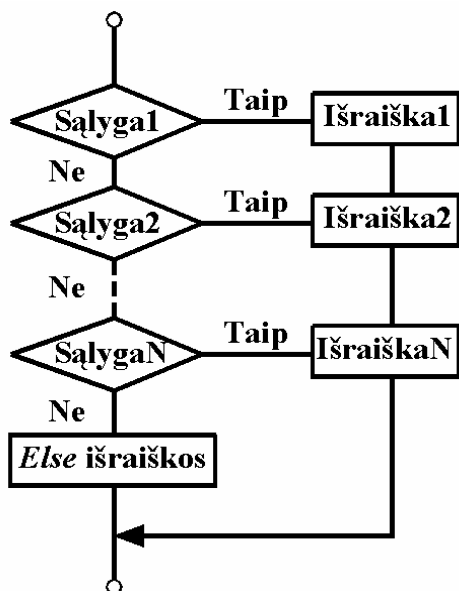 Sąlyga1
Taip
Išraiška1
Ne
Sąlyga2
Taip
Išraiška2
Ne
SąlygaN
Taip
IšraiškaN
Ne
Else išraiškos